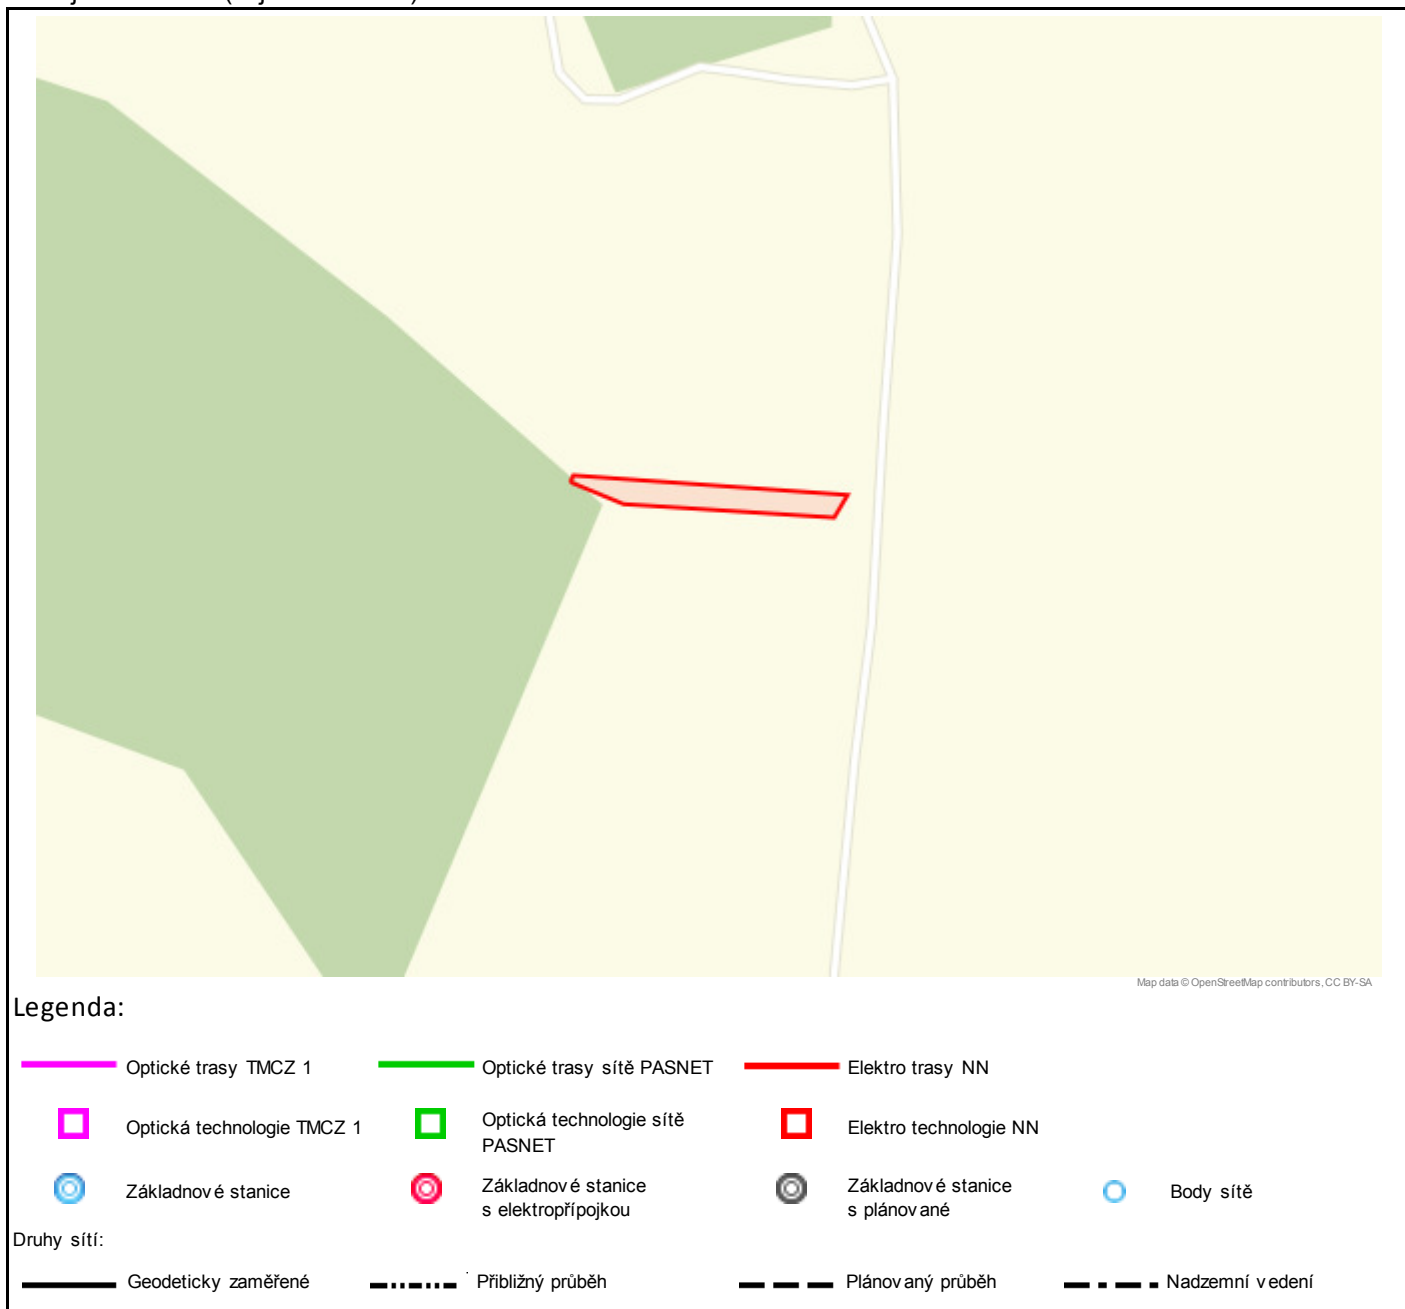 Map data © OpenStreetMap contributors, CC BY-SA
Legenda:
Optické trasy TMCZ 1
Optické trasy sítě PASNET
Elektro trasy NN
Optická technologie TMCZ 1
Optická technologie sítě
PASNET
Elektro technologie NN
Základnové stanice
Základnové stanice
s elektropřípojkou
Základnové stanice
s plánované
Body sítě
Druhy sítí:
Geodeticky zaměřené
Přibližný průběh
Plánovaný průběh
Nadzemní vedení